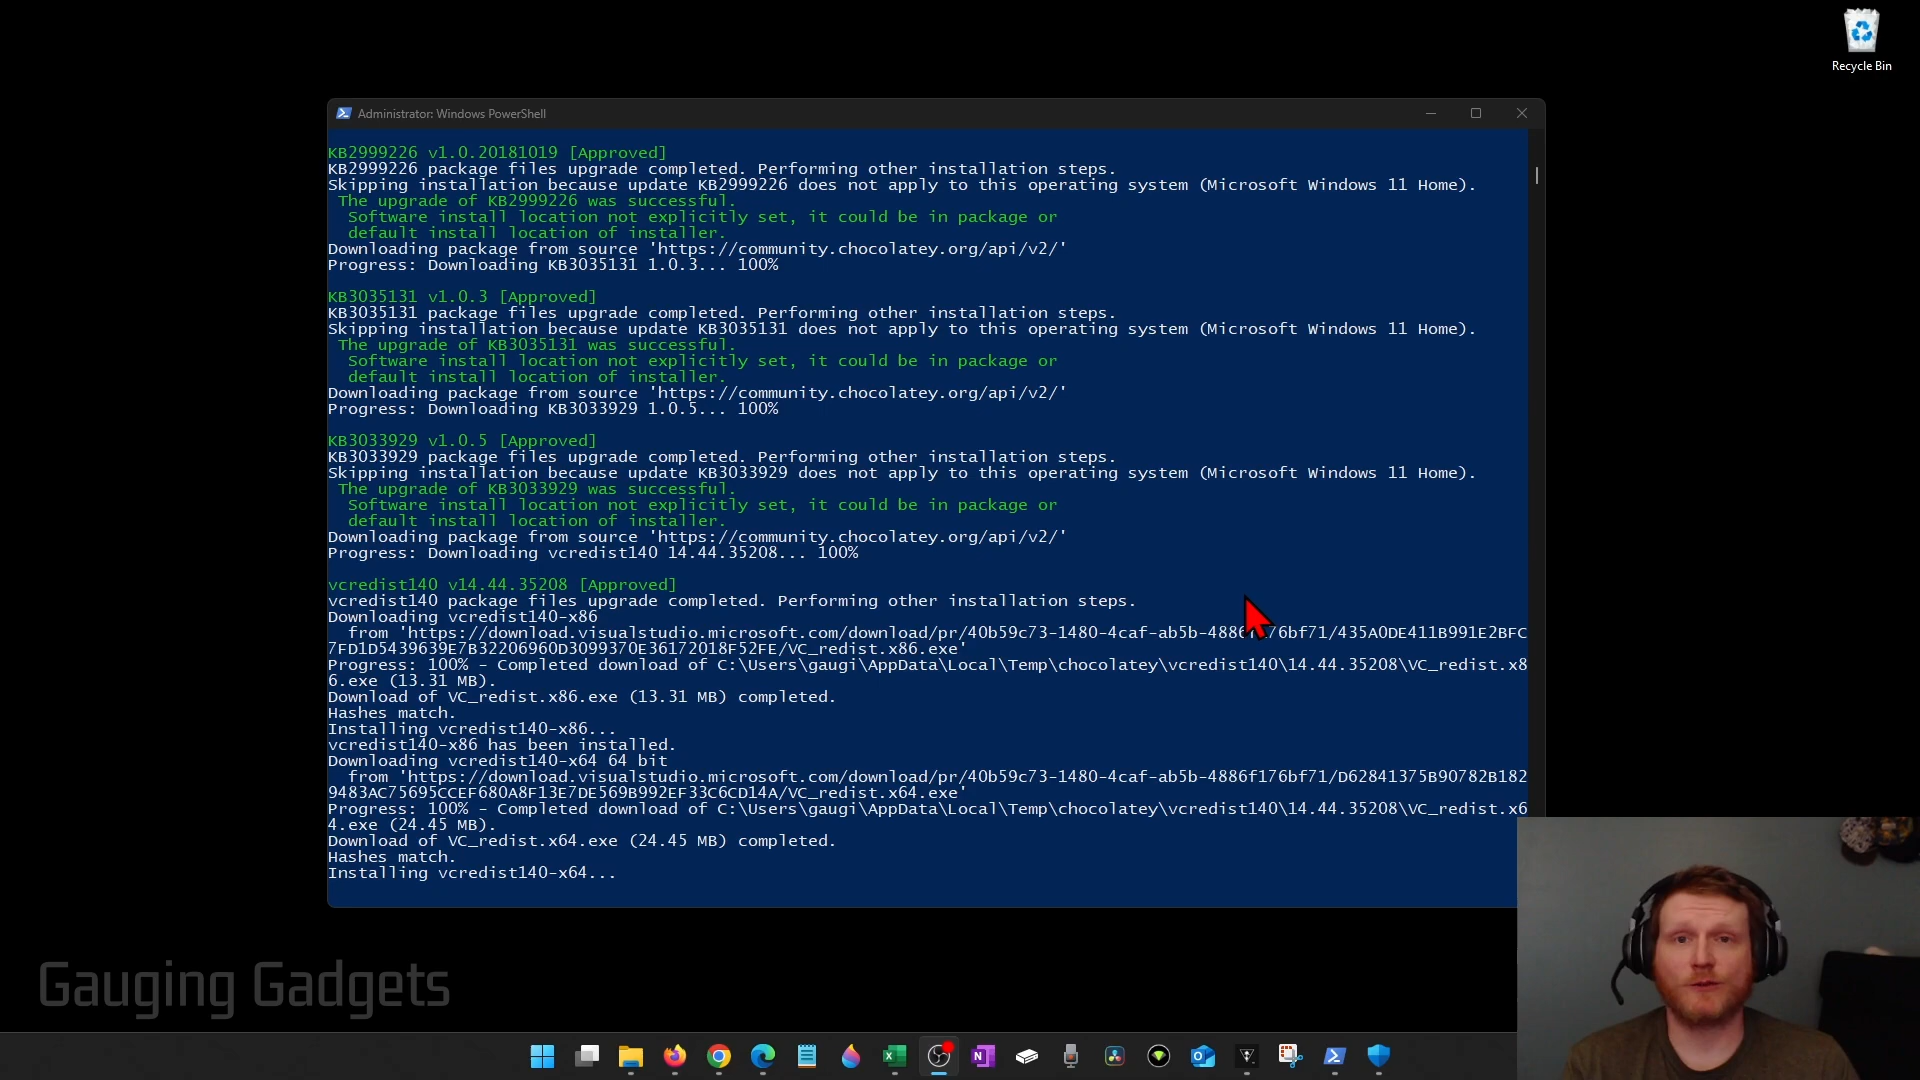 Recycle Bin
Administrator: Windows PowerShell
KB2999226 v1.0.20181019 [Approved]
KB2999226 package files upgrade completed. Performing other installation steps.
Skipping installation because update KB2999226 does not apply to this operating system (Microsoft Windows 11 Home).
The upgrade of KB2999226 was successful.
Software install location not explicitly set, it could be in package or
default install location of installer.
Downloading package from source 'https://community.chocolatey.org/api/v2/'
Progress: Downloading KB3035131 1.0.3... 100%
KB3035131 v1.0.3 [Approved]
KB3035131 package files upgrade completed. Performing other installation steps.
Skipping installation because update KB3035131 does not apply to this operating system (Microsoft Windows 11 Home).
The upgrade of KB3035131 was successful.
Software install location not explicitly set, it could be in package or
default install location of installer.
Downloading package from source 'https://community.chocolatey.org/api/v2/'
Progress: Downloading KB3033929 1.0.5... 100%
KB3033929 v1.0.5 [Approved]
KB3033929 package files upgrade completed. Performing other installation steps.
Skipping installation because update KB3033929 does not apply to this operating system (Microsoft Windows 11 Home).
The upgrade of KB3033929 was successful.
Software install location not explicitly set, it could be in package or
default install location of installer.
Downloading package from source 'https://community.chocolatey.org/api/v2/'
Progress: Downloading vcredist140 14.44.35208... 100%
vcredist140 v14.44.35208 [Approved]
vcredist140 package files upgrade completed. Performing other installation steps.
Downloading vcredist140-x86
from 'https://download.visualstudio.microsoft.com/download/pr/40b59c73-1480-4caf-ab5b-4886f176bf71/435A0DE411B991E2BFC
7FD1D5439639E7B32206960D3099370E36172018F52FE/VC_redist.x86.exe'
Progress: 100% - Completed download of C:\Users\gaugi\AppData\Local\Temp\chocolatey\vcredist140\14.44.35208\VC_redist.x8
6.exe (13.31 MB).
Download of VC_redist.x86.exe (13.31 MB) completed.
Hashes match.
Installing vcredist140-x86...
vcredist140-x86 has been installed.
Downloading vcredist140-x64 64 bit
from 'https://download.visualstudio.microsoft.com/download/pr/40b59c73-1480-4caf-ab5b-4886f176bf71/D62841375B90782B182
9483AC75695CCEF680A8F13E7DE569B992EF33C6CD14A/VC_redist.x64.exe'
Progress: 100% - Completed download of C:\Users\gaugi\AppData\Local\Temp\chocolatey\vcredist140\14.44.35208\VC_redist.x6
4.exe (24.45 MB).
Download of VC_redist.x64.exe (24.45 MB) completed.
Hashes match.
Installing vcredist140-x64...
Gauging Gadgets